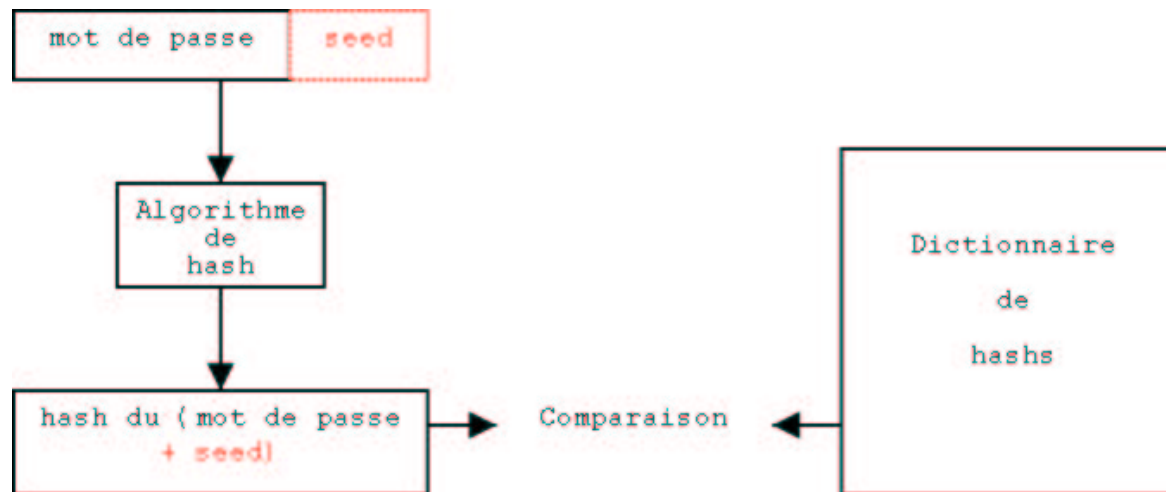 mot de passe seed
Algorithme
de
hash
hash du (mot de passe
+ seed)
Comparaison
Dictionnaire
de
hashs